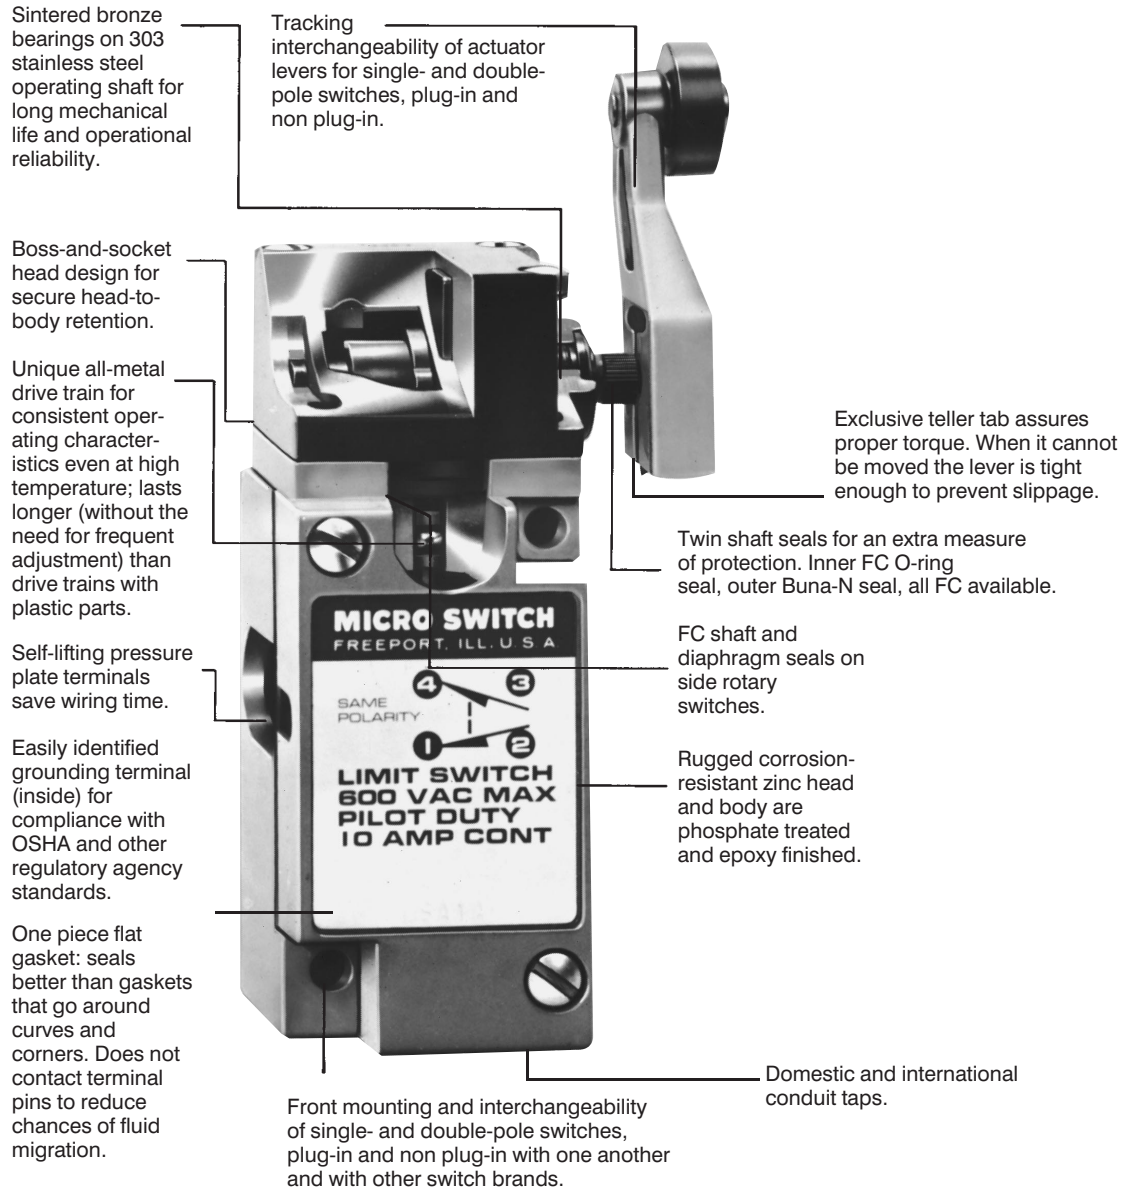 Sintered bronze
bearings on 303
stainless steel
operating shaft for
long mechanical
life and operational
reliability.
Tracking
interchangeability of actuator
levers for single- and double-
pole switches, plug-in and
non plug-in.
Boss-and-socket
head design for
secure head-to-
body retention.
Unique all-metal
drive train for
consistent oper-
ating character-
istics even at high
temperature; lasts
longer (without the
need for frequent
adjustment) than
drive trains with
plastic parts.
Self-lifting pressure
plate terminals
save wiring time.
Easily identified
grounding terminal
(inside) for
compliance with
OSHA and other
regulatory agency
standards.
One piece flat
gasket: seals
better than gaskets
that go around
curves and
corners. Does not
contact terminal
pins to reduce
chances of fluid
migration.
MICRO SWITCH
FREEPORT, ILL. U S A
4 3
SAME
POLARITY
1 2
LIMIT SWITCH
600 VAC MAX
PILOT DUTY
10 AMP CONT
Exclusive teller tab assures
proper torque. When it cannot
be moved the lever is tight
enough to prevent slippage.
Twin shaft seals for an extra measure
of protection. Inner FC O-ring
seal, outer Buna-N seal, all FC available.
FC shaft and
diaphragm seals on
side rotary
switches.
Rugged corrosion-
resistant zinc head
and body are
phosphate treated
and epoxy finished.
Domestic and international
conduit taps.
Front mounting and interchangeability
of single- and double-pole switches,
plug-in and non plug-in with one another
and with other switch brands.